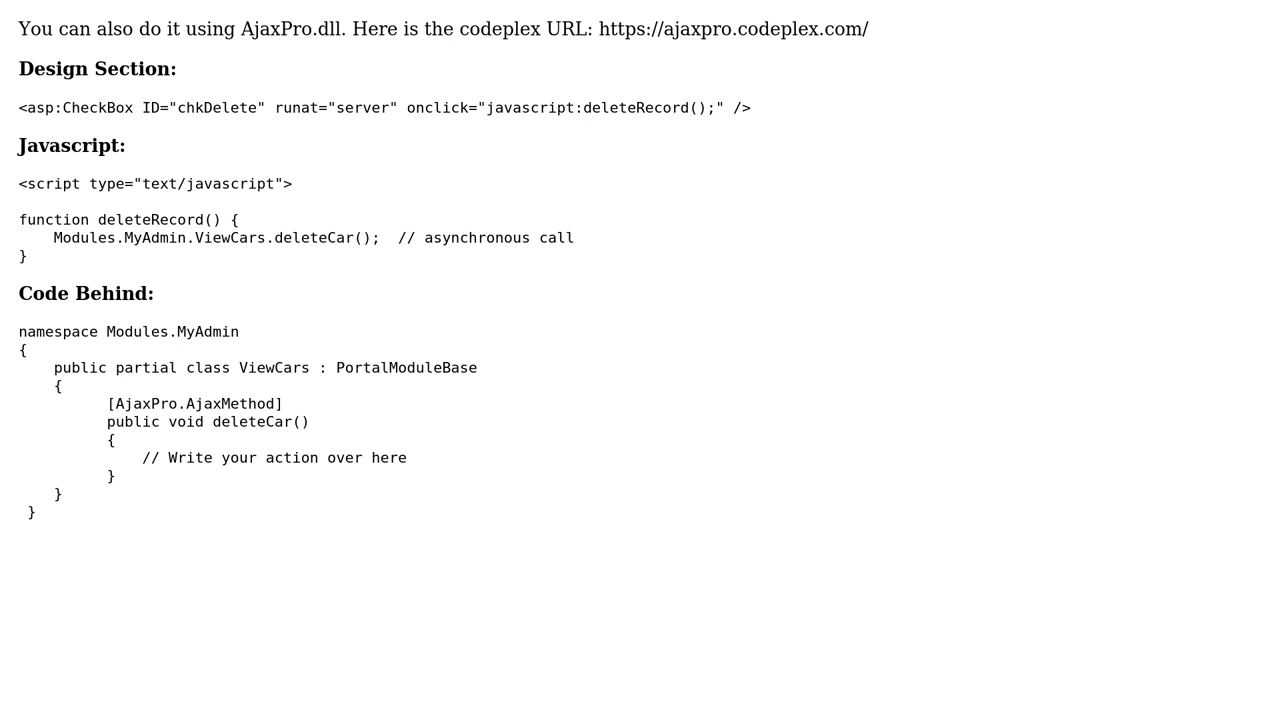 You can also do it using AjaxPro.dll. Here is the codeplex URL: https://ajaxpro.codeplex.com/
Design Section:
<asp:CheckBox ID="chkDelete" runat="server" onclick="javascript:deleteRecord();" />
Javascript:
<script type="text/javascript">

function deleteRecord() {
    Modules.MyAdmin.ViewCars.deleteCar();  // asynchronous call
}
Code Behind:
namespace Modules.MyAdmin
{
    public partial class ViewCars : PortalModuleBase
    {
          [AjaxPro.AjaxMethod]
          public void deleteCar()
          {
              // Write your action over here
          }
    }
 }